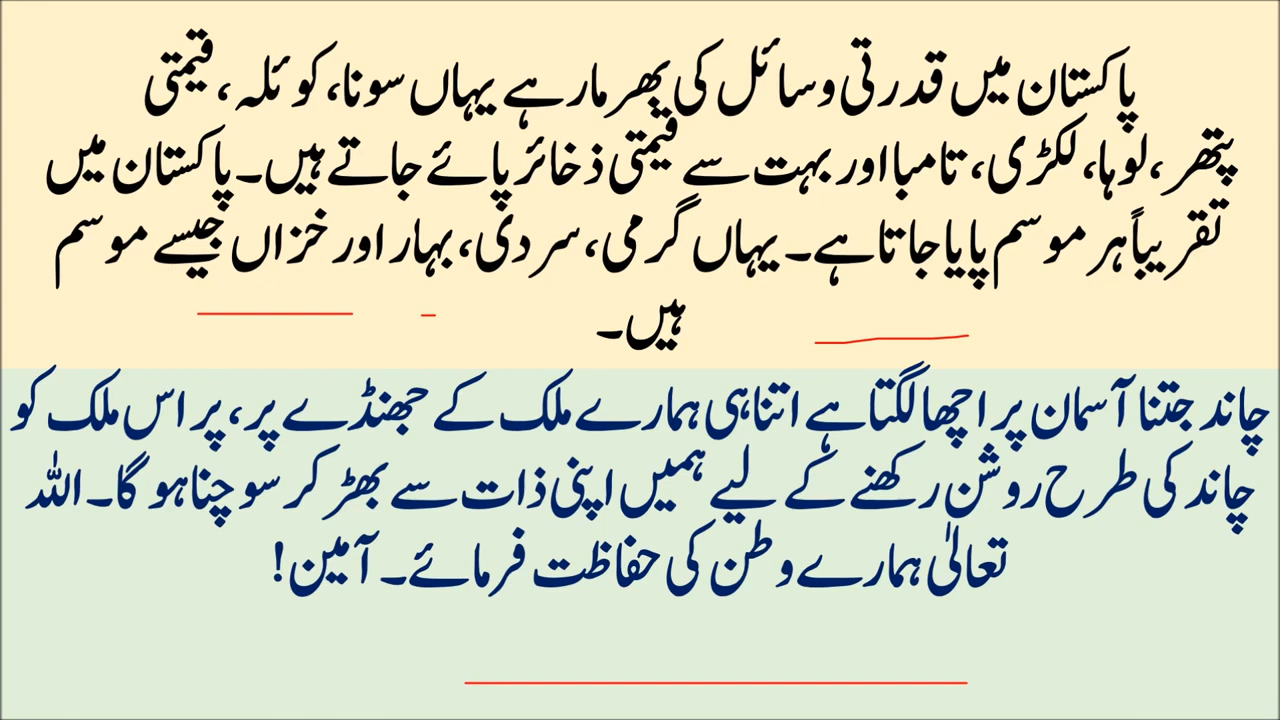 پاکستان میں قدرتی وسائل کی بھرمار ہے یہاں سونا، کوئلہ، قیمتی
پتھر، لوہا، لکڑی، تامبا اور بہت سے قیمتی ذخائر پائے جاتے ہیں۔ پاکستان میں
تقریباً ہر موسم پایا جاتا ہے۔ یہاں گرمی، سردی، بہار اور خزاں جیسے موسم
ہیں۔
چاند جتنا آسمان پر اچھا لگتا ہے اتنا ہی ہمارے ملک کے جھنڈے پر، پر اس ملک کو
چاند کی طرح روشن رکھنے کے لیے ہمیں اپنی ذات سے بھڑ کر سوچنا ہو گا۔ اللہ
تعالیٰ ہمارے وطن کی حفاظت فرمائے۔ آمین!